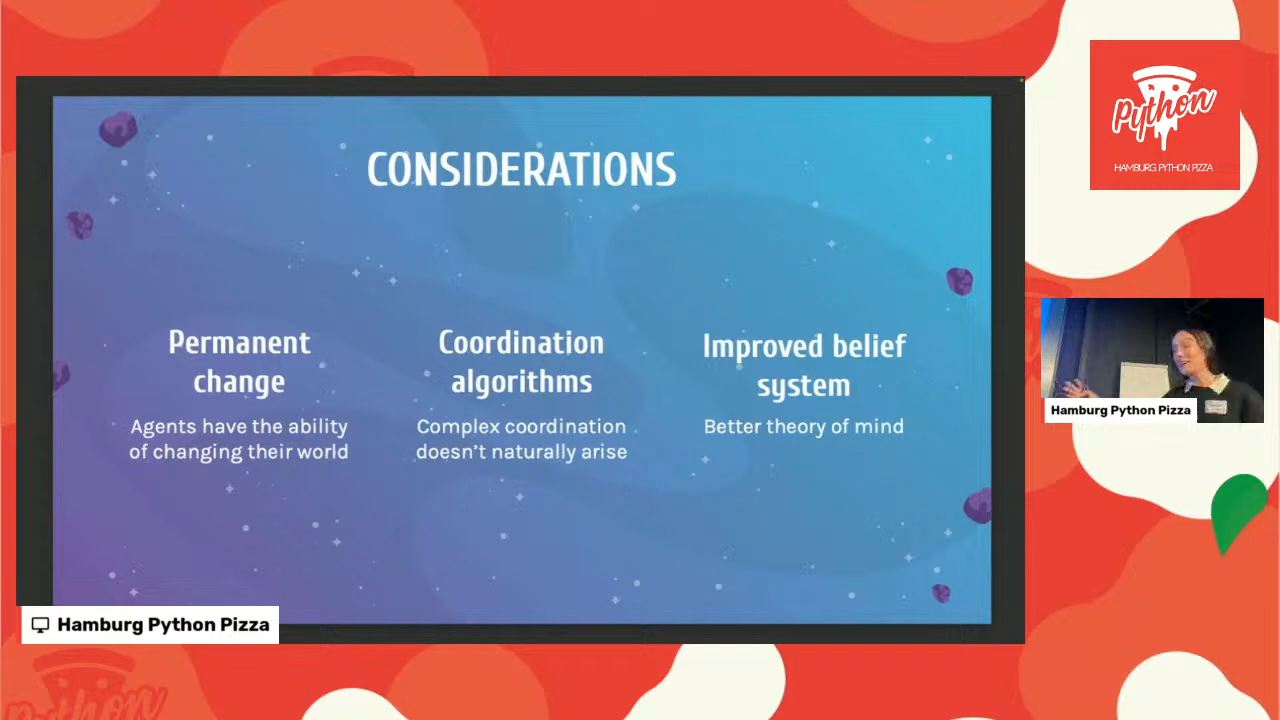 CONSIDERATIONS
Permanent
change
Agents have the ability
of changing their world
Coordination
algorithms
Complex coordination
doesn’t naturally arise
Improved belief
system
Better theory of mind
Python
HAMBURG PYTHON PIZZA
Hamburg Python Pizza
Hamburg Python Pizza
Python